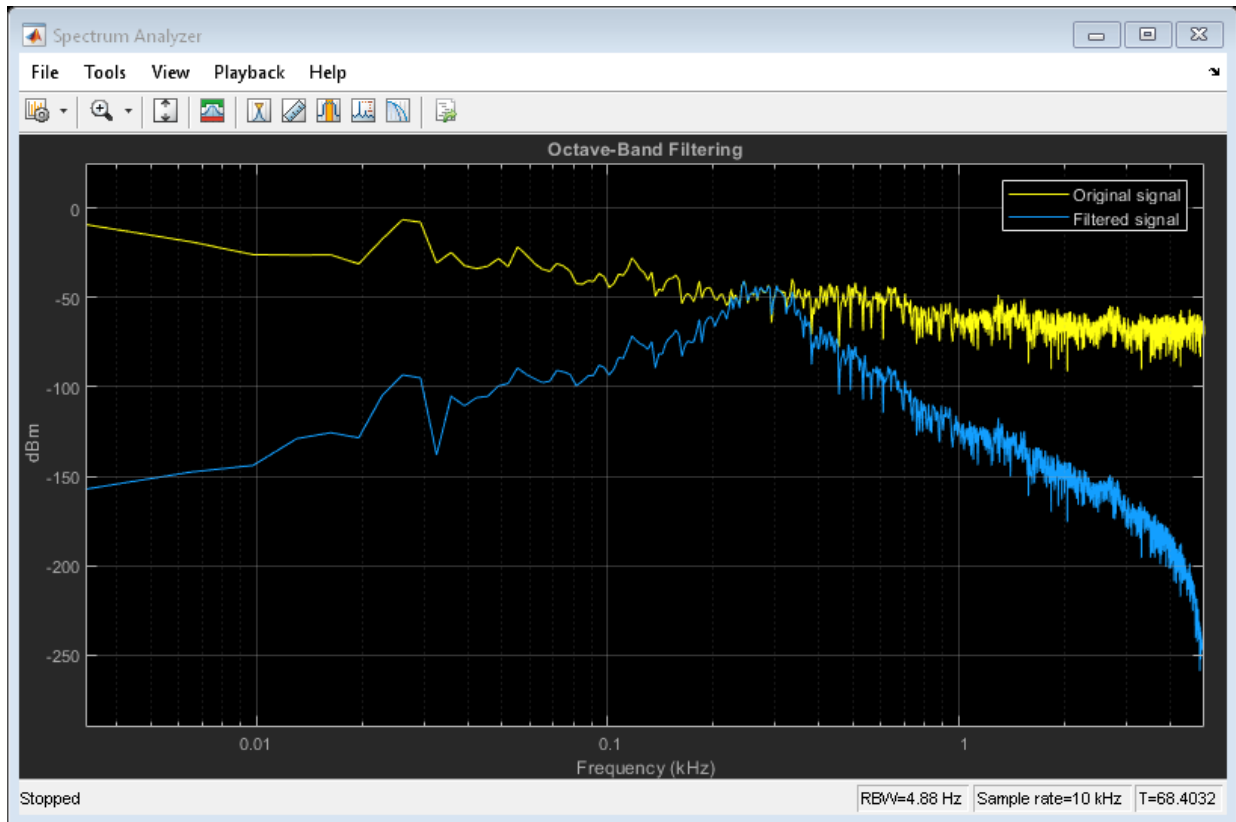 Spectrum Analyzer
File Tools View Playback Help
Octave-Band Filtering
Original signal
Filtered signal
0
-50
-100
-150
-200
-250
dBm
0.01 0.1 1
Frequency (kHz)
Stopped RBW=4.88 Hz Sample rate=10 kHz T=68.4032